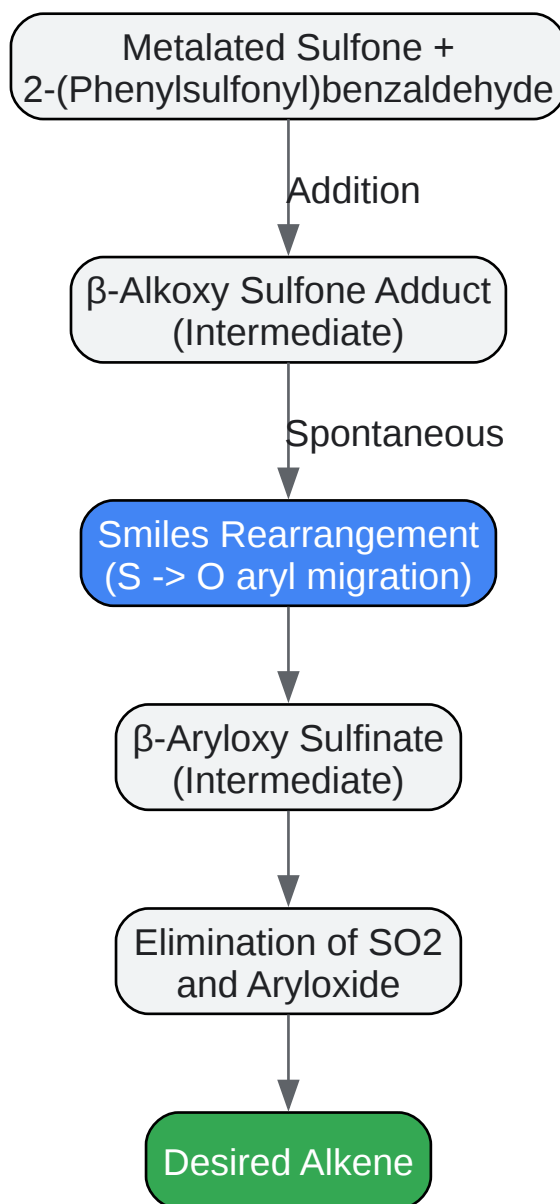 Metalated Sulfone +
2-(Phenylsulfonyl)benzaldehyde
Addition
β-Alkoxy Sulfone Adduct
(Intermediate)
Spontaneous
Smiles Rearrangement
(S -> O aryl migration)
β-Aryloxy Sulfinate
(Intermediate)
Elimination of SO2
and Aryloxide
Desired Alkene